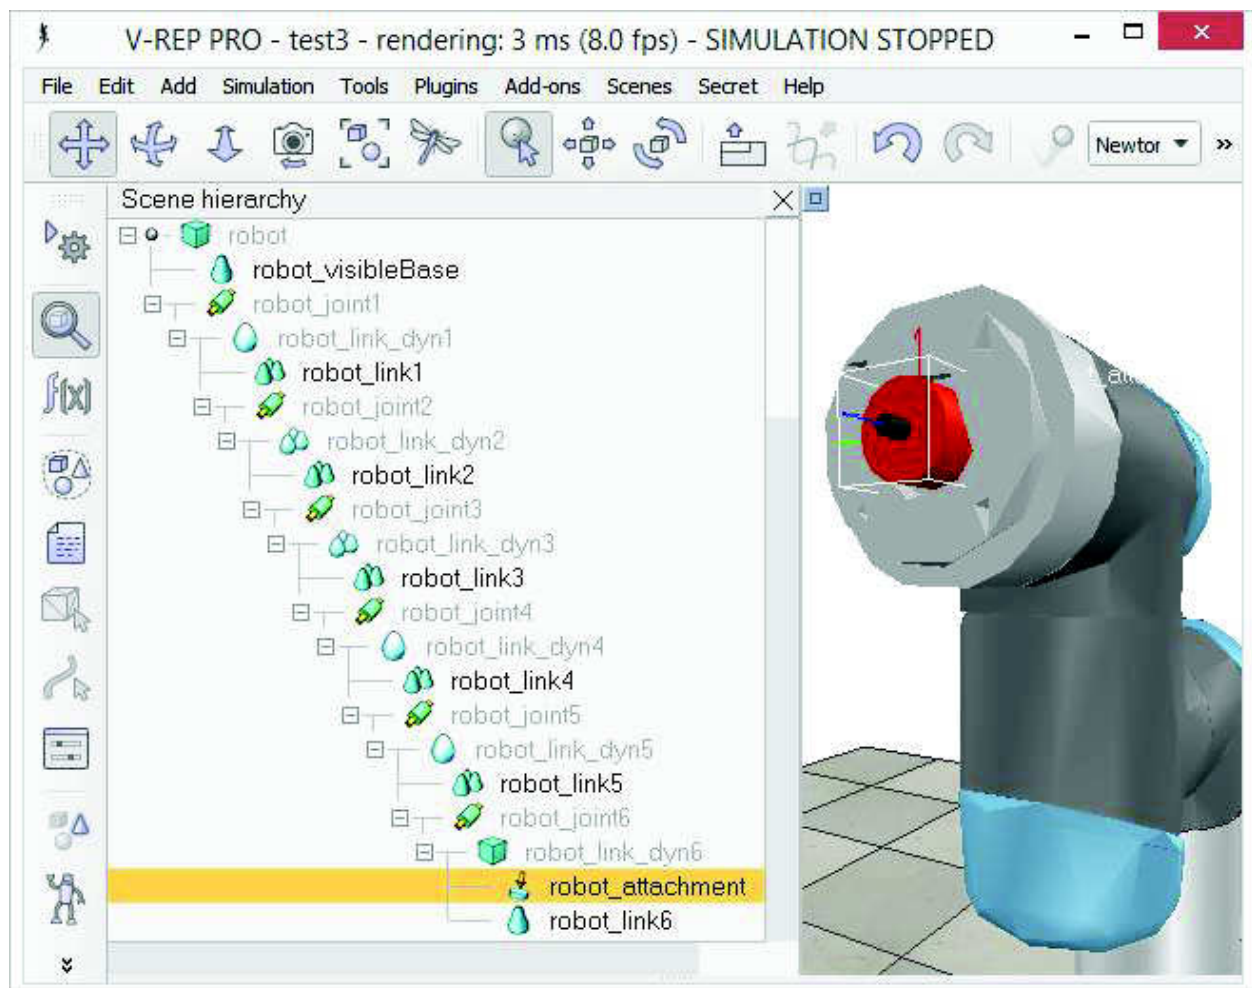 V-REP PRO - test3 - rendering: 3 ms (8.0 fps) - SIMULATION STOPPED
File Edit Add Simulation Tools Plugins Add-ons Scenes Secret Help
Newtor
Scene hierarchy
robot
robot_visibleBase
robot_joint1
robot_link_dyn1
robot_link1
robot_joint2
robot_link_dyn2
robot_link2
robot_joint3
robot_link_dyn3
robot_link3
robot_joint4
robot_link_dyn4
robot_link4
robot_joint5
robot_link_dyn5
robot_link5
robot_joint6
robot_link_dyn6
robot_attachment
robot_link6
f(x)